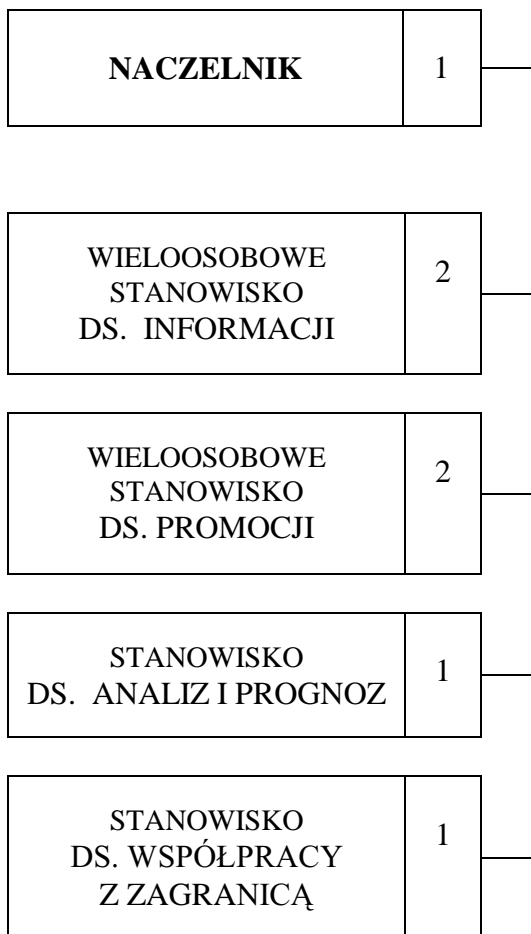 NACZELNIK 1
WIELOOSOBOWE
STANOWISKO
DS. INFORMACJI
2
WIELOOSOBOWE
STANOWISKO
DS. PROMOCJI
2
STANOWISKO
DS. ANALIZ I PROGNOZ
1
STANOWISKO
DS. WSPÓŁPRACY
Z ZAGRANICĄ
1